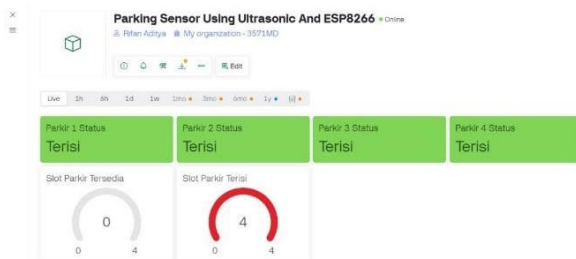 Parking Sensor Using Ultrasonic And ESP8266 Online
Rifan Aditya My organization - 3571MD
Edit
Live 1h 6h 1d 1w 1mo 3mo 6mo 1y
Parkir 1 Status
Terisi
Parkir 2 Status
Terisi
Parkir 3 Status
Terisi
Parkir 4 Status
Terisi
Slot Parkir Tersedia
0
0 4
Slot Parkir Terisi
4
0 4